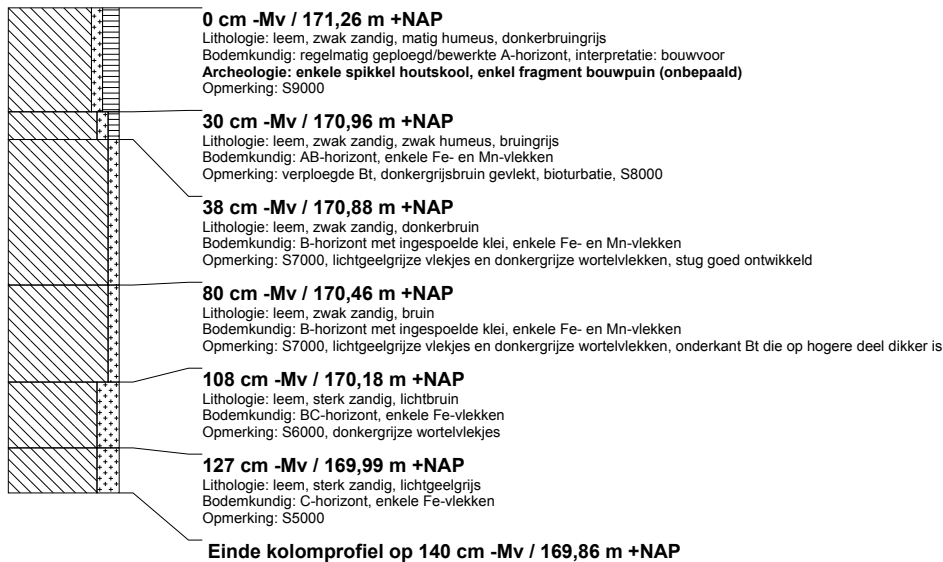 0 cm -Mv / 171,26 m +NAP
Lithologie: leem, zwak zandig, matig humeus, donkerbruingrijs
Bodemkundig: regelmatig geploegd/bewerkte A-horizont, interpretatie: bouwvoor
Archeologie: enkele spikkel houtskool, enkel fragment bouwpuin (onbepaald)
Opmerking: S9000
30 cm -Mv / 170,96 m +NAP
Lithologie: leem, zwak zandig, zwak humeus, bruingrijs
Bodemkundig: AB-horizont, enkele Fe- en Mn-vlekken
Opmerking: verploegde Bt, donkergrijsbruin gevlekt, bioturbatie, S8000
38 cm -Mv / 170,88 m +NAP
Lithologie: leem, zwak zandig, donkerbruin
Bodemkundig: B-horizont met ingespoelde klei, enkele Fe- en Mn-vlekken
Opmerking: S7000, lichtgeelgrijze vlekjes en donkergrijze wortelvlekken, stug goed ontwikkeld
80 cm -Mv / 170,46 m +NAP
Lithologie: leem, zwak zandig, bruin
Bodemkundig: B-horizont met ingespoelde klei, enkele Fe- en Mn-vlekken
Opmerking: S7000, lichtgeelgrijze vlekjes en donkergrijze wortelvlekken, onderkant Bt die op hogere deel dikker is
108 cm -Mv / 170,18 m +NAP
Lithologie: leem, sterk zandig, lichtbruin
Bodemkundig: BC-horizont, enkele Fe-vlekken
Opmerking: S6000, donkergrijze wortelvlekjes
127 cm -Mv / 169,99 m +NAP
Lithologie: leem, sterk zandig, lichtgeelgrijs
Bodemkundig: C-horizont, enkele Fe-vlekken
Opmerking: S5000
Einde kolomprofiel op 140 cm -Mv / 169,86 m +NAP